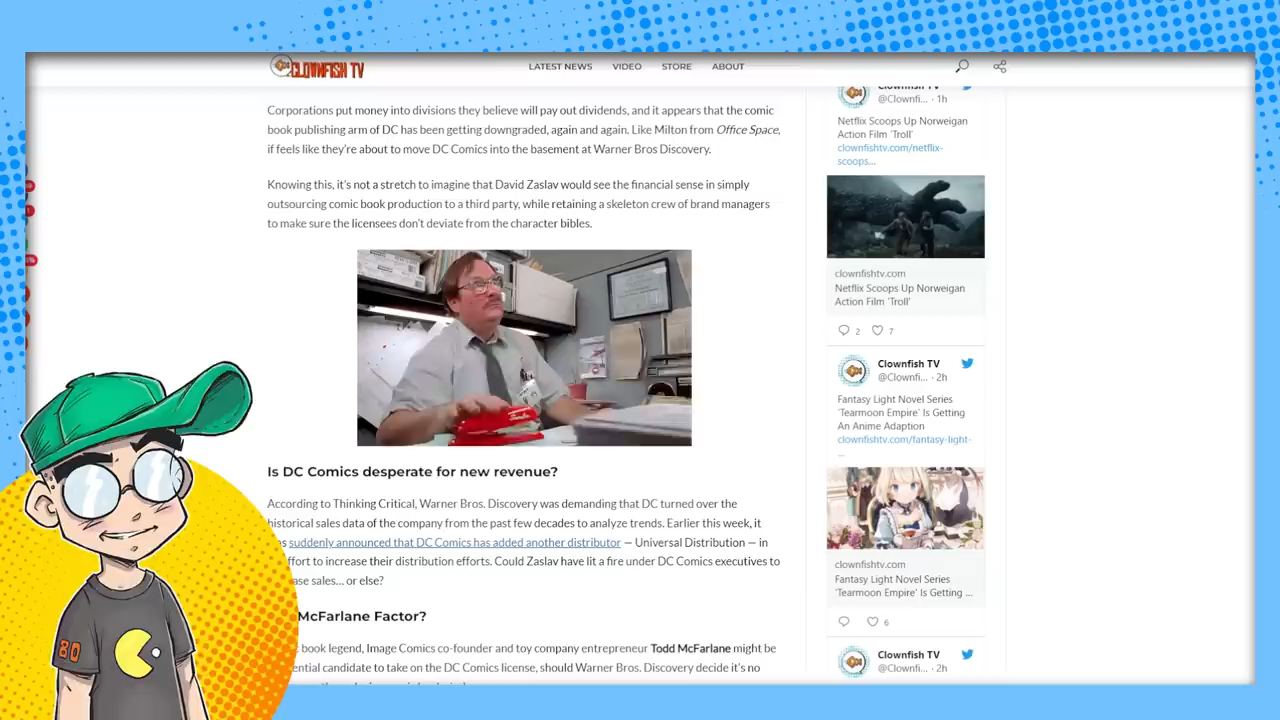 CLOWNFISH TV
LATEST NEWS
VIDEO
STORE
ABOUT
Corporations put money into divisions they believe will pay out dividends, and it appears that the comic
book publishing arm of DC has been getting downgraded, again and again. Like Milton from Office Space,
if feels like they're about to move DC Comics into the basement at Warner Bros Discovery.
Knowing this, it's not a stretch to imagine that David Zaslav would see the financial sense in simply
outsourcing comic book production to a third party, while retaining a skeleton crew of brand managers
to make sure the licensees don't deviate from the character bibles.
Is DC Comics desperate for new revenue?
According to Thinking Critical, Warner Bros. Discovery was demanding that DC turned over the
historical sales data of the company from the past few decades to analyze trends. Earlier this week, it
suddenly announced that DC Comics has added another distributor — Universal Distribution — in
ffort to increase their distribution efforts. Could Zaslav have lit a fire under DC Comics executives to
ase sales… or else?
McFarlane Factor?
book legend, Image Comics co-founder and toy company entrepreneur Todd McFarlane might be
ential candidate to take on the DC Comics license, should Warner Bros. Discovery decide it's no
80
Clownfish TV
@Clownfi... · 1h
Netflix Scoops Up Norwegian
Action Film 'Troll'
clownfishtv.com/netflix-
scoops...
clownfishtv.com
Netflix Scoops Up Norweigan
Action Film 'Troll'
2
7
Clownfish TV
@Clownfi... · 2h
Fantasy Light Novel Series
'Tearmoon Empire' Is Getting
An Anime Adaption
clownfishtv.com/fantasy-light-
...
clownfishtv.com
Fantasy Light Novel Series
'Tearmoon Empire' Is Getting ...
6
Clownfish TV
@Clownfi... · 2h